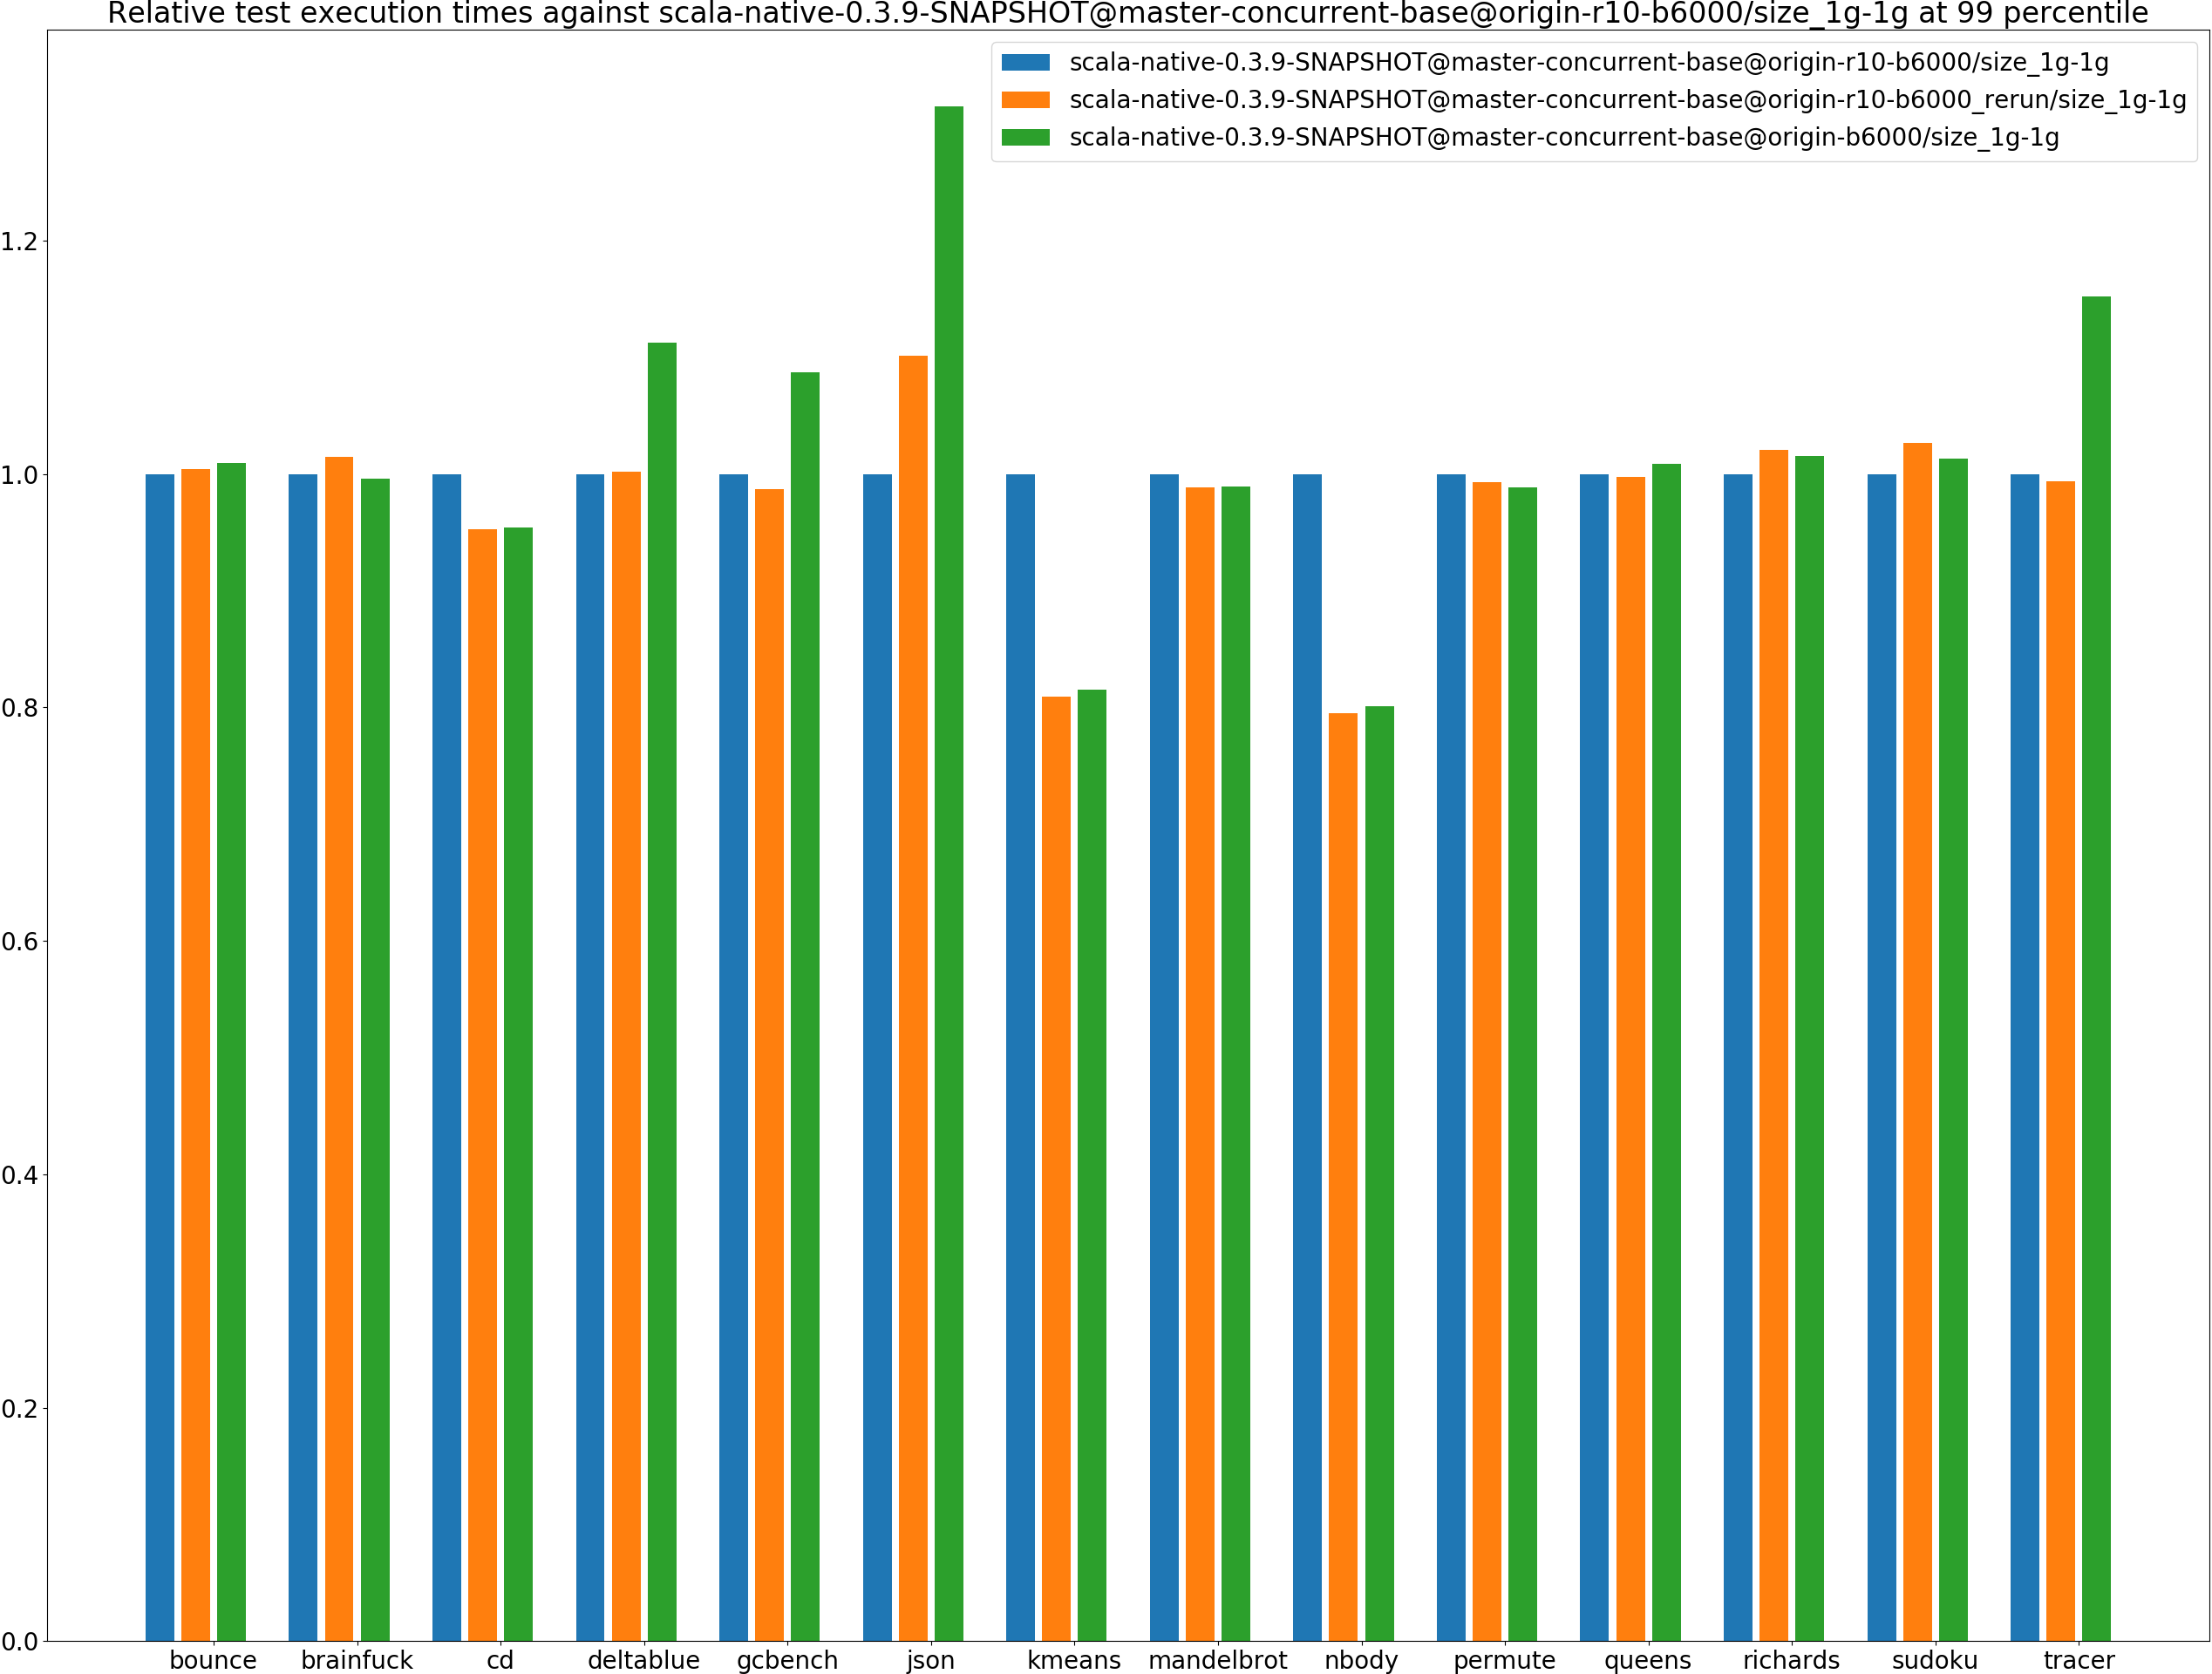 Relative test execution times against scala-native-0.3.9-SNAPSHOT@master-concurrent-base@origin-r10-b6000/size_1g-1g at 99 percentile
scala-native-0.3.9-SNAPSHOT@master-concurrent-base@origin-r10-b6000/size_1g-1g
scala-native-0.3.9-SNAPSHOT@master-concurrent-base@origin-r10-b6000_rerun/size_1g-1g
scala-native-0.3.9-SNAPSHOT@master-concurrent-base@origin-b6000/size_1g-1g
1.2
1.0
0.8
0.6
0.4
0.2
0.0
bounce brainfuck cd deltablue gcbench json kmeans mandelbrot nbody permute queens richards sudoku tracer